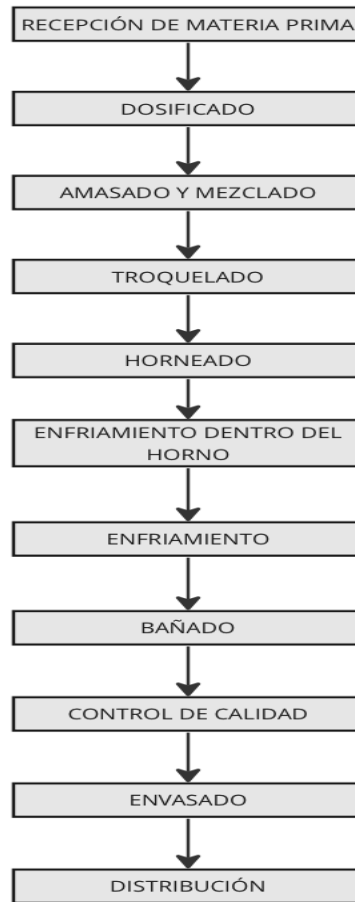 RECEPCIÓN DE MATERIA PRIMA
DOSIFICADO
AMASADO Y MEZCLADO
TROQUELADO
HORNEADO
ENFRIAMIENTO DENTRO DEL
HORNO
ENFRIAMIENTO
BAÑADO
CONTROL DE CALIDAD
ENVASADO
DISTRIBUCIÓN